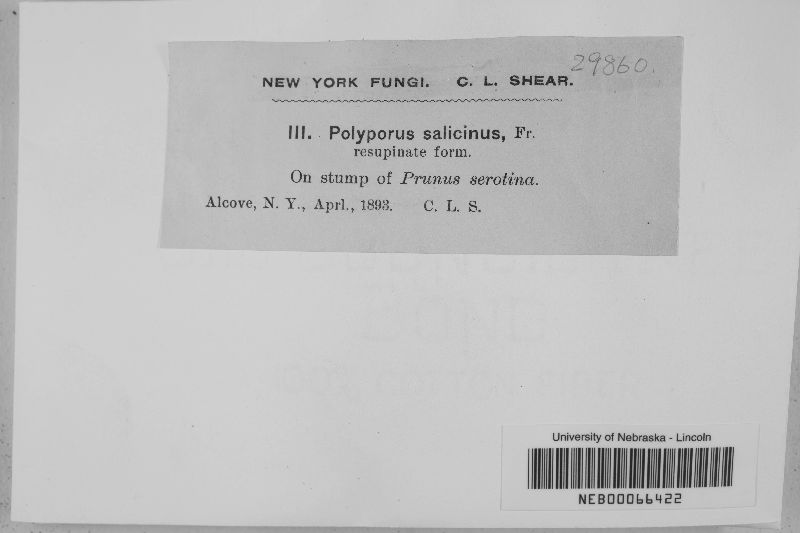 29860.
NEW YORK FUNGI. C. L. SHEAR.
III. Polyporus salicinus, Fr.
resupinate form.
On stump of Prunus serotina.
Alcove, N. Y., Aprl., 1893. C. L. S.
University of Nebraska - Lincoln
NEB00066422